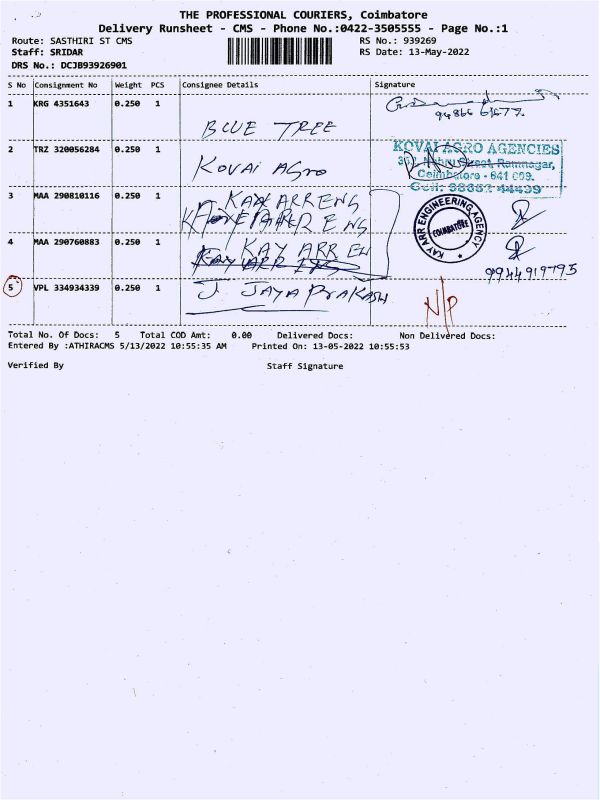 THE PROFESSIONAL COURIERS, Coimbatore
Delivery Runsheet - CMS - Phone No.:0422-3505555 - Page No.:1
Route: SASTHIRI ST CMS RS No.: 939269
Staff: SRIDAR RS Date: 13-May-2022
DRS No.: DCJB93926901
S No Consignment No Weight PCS Consignee Details Signature
1 KRG 4351643 0.250 1
BLUE TREE
2 TRZ 320056284 0.250 1 KOVAI AGRO AGENCIES
Kovai Agro Nehru Street, Ramnagar,
Coimbatore - 641 009.
Cell: 98652 44439
3 MAA 290810116 0.250 1 KAY ARR ENG
KAY ARR ENGINEERING AGENCY
COIMBATORE
4 MAA 290760883 0.250 1 KAY ARR EN
9944919795
5 VPL 334934339 0.250 1 J. JAYA PRAKASH N/P
Total No. Of Docs: 5 Total COD Amt: 0.00 Delivered Docs: Non Delivered Docs:
Entered By :ATHIRACMS 5/13/2022 10:55:35 AM Printed On: 13-05-2022 10:55:53
Verified By Staff Signature